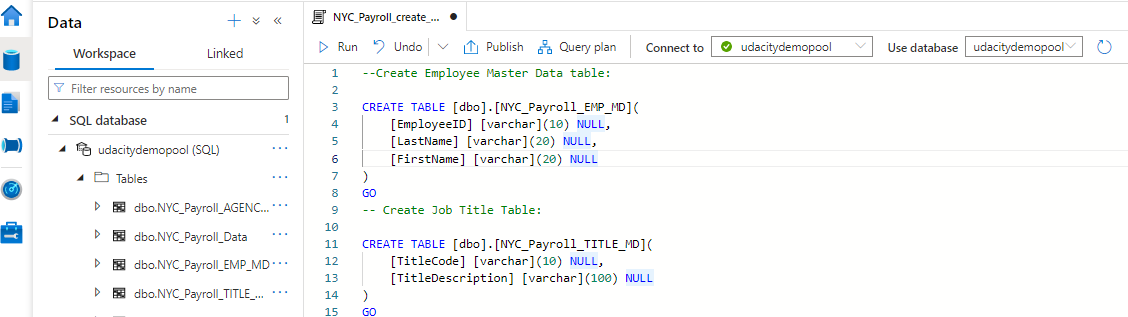 Data
Workspace
Linked
Filter resources by name
SQL database
1
udacitydemopool (SQL)
Tables
dbo.NYC_Payroll_AGENC...
dbo.NYC_Payroll_Data
dbo.NYC_Payroll_EMP_MD
dbo.NYC_Payroll_TITLE_...
NYC_Payroll_create_...
Run
Undo
Publish
Query plan
Connect to
udacitydemopool
Use database
udacitydemopool
1 --Create Employee Master Data table:
2
3 CREATE TABLE [dbo].[NYC_Payroll_EMP_MD](
4 [EmployeeID] [varchar](10) NULL,
5 [LastName] [varchar](20) NULL,
6 [FirstName] [varchar](20) NULL
7 )
8 GO
9 -- Create Job Title Table:
10
11 CREATE TABLE [dbo].[NYC_Payroll_TITLE_MD](
12 [TitleCode] [varchar](10) NULL,
13 [TitleDescription] [varchar](100) NULL
14 )
15 GO